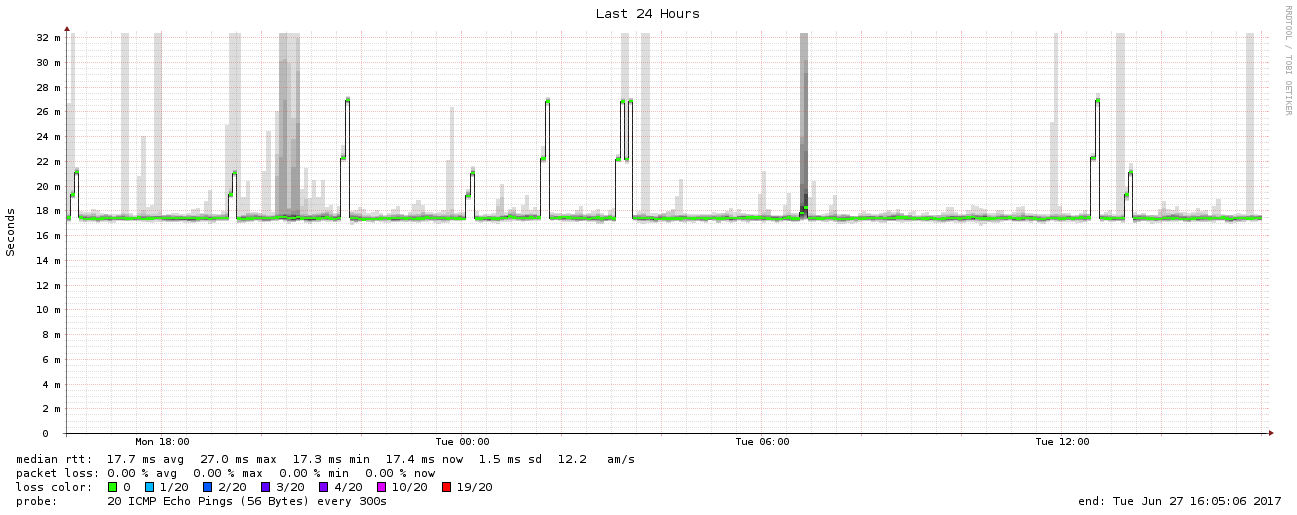 Last 24 Hours
RRDTOOL / TOBI OETIKER
Seconds
32 m
30 m
28 m
26 m
24 m
22 m
20 m
18 m
16 m
14 m
12 m
10 m
8 m
6 m
4 m
2 m
0
Mon 18:00 Tue 00:00 Tue 06:00 Tue 12:00
median rtt: 17.7 ms avg 27.0 ms max 17.3 ms min 17.4 ms now 1.5 ms sd 12.2 am/s
packet loss: 0.00 % avg 0.00 % max 0.00 % min 0.00 % now
loss color: 0 1/20 2/20 3/20 4/20 10/20 19/20
probe: 20 ICMP Echo Pings (56 Bytes) every 300s end: Tue Jun 27 16:05:06 2017